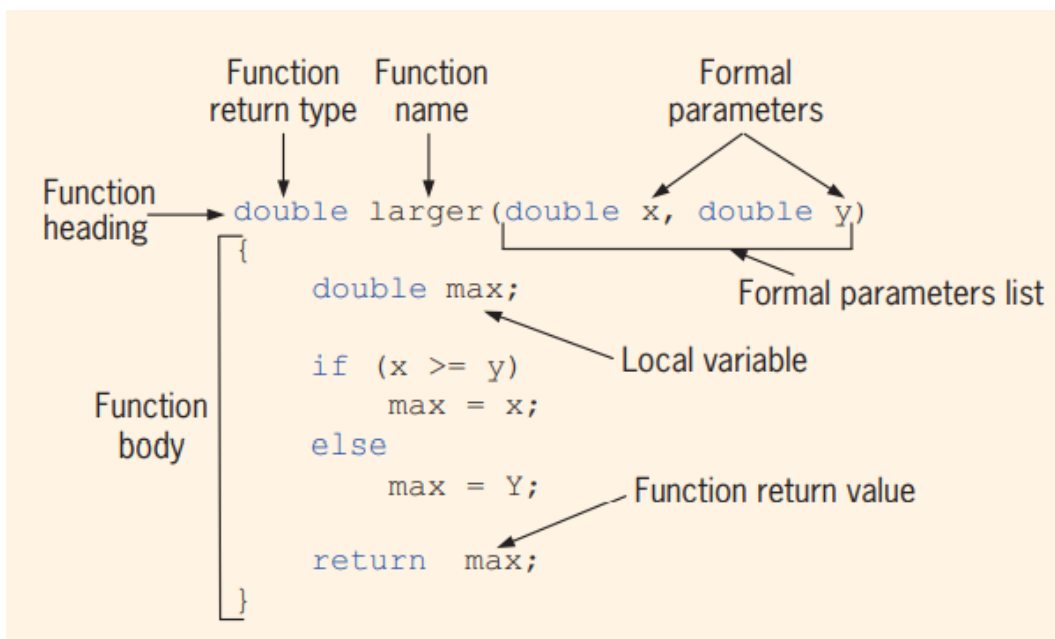 Function Function Formal
return type name parameters
Function
heading
double larger(double x, double y)
{
double max;
Formal parameters list
if (x >= y)
Local variable
max = x;
Function
body
else
max = Y;
Function return value
return max;
}